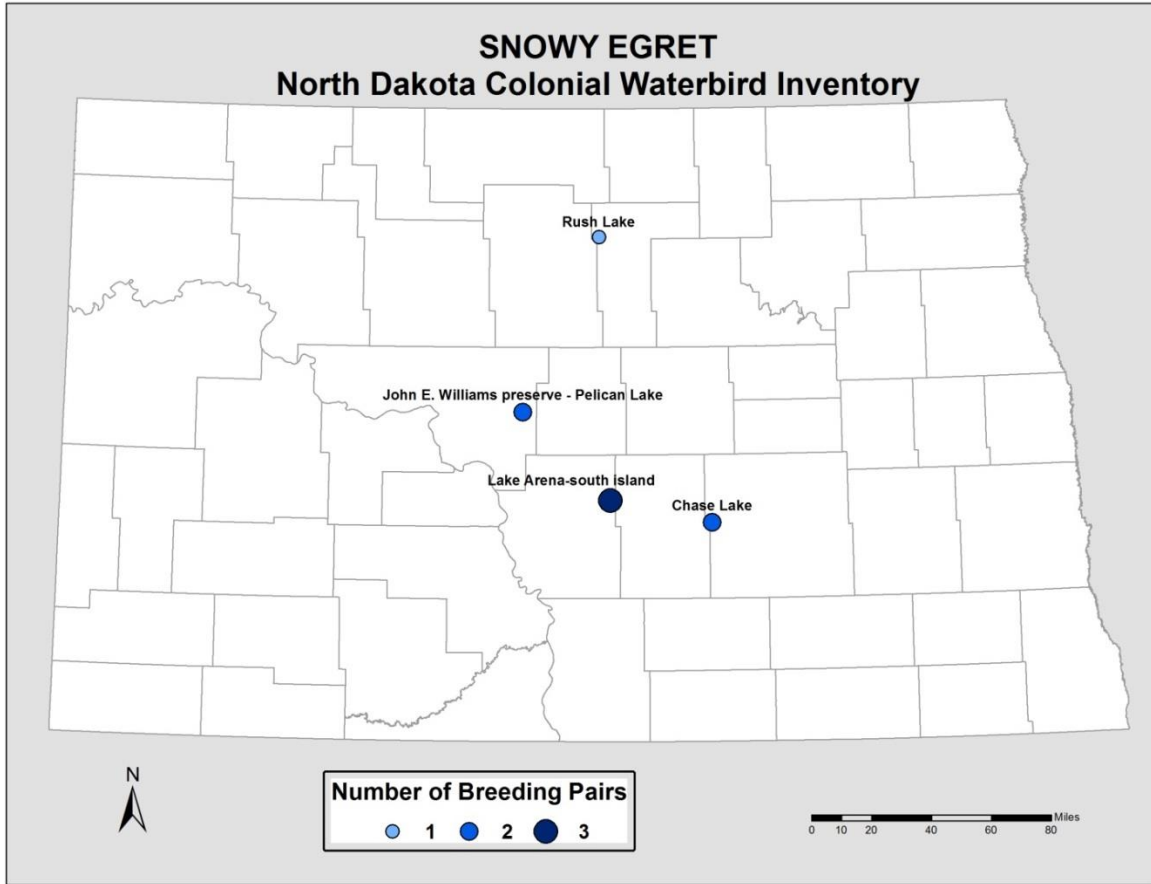 SNOWY EGRET
North Dakota Colonial Waterbird Inventory
Rush Lake
John E. Williams preserve - Pelican Lake
Lake Arena-south island
Chase Lake
N
Number of Breeding Pairs
1 2 3
Miles
0 10 20 40 60 80